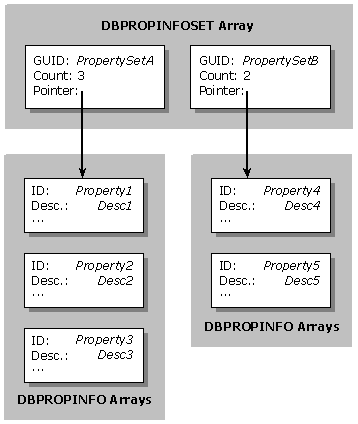 DBPROPINFOSET Array
GUID: PropertySetA
Count: 3
Pointer:
GUID: PropertySetB
Count: 2
Pointer:
ID: Property1
Desc.: Desc1
...
ID: Property2
Desc.: Desc2
...
ID: Property3
Desc.: Desc3
...
DBPROPINFO Arrays
ID: Property4
Desc.: Desc4
...
ID: Property5
Desc.: Desc5
...
DBPROPINFO Arrays